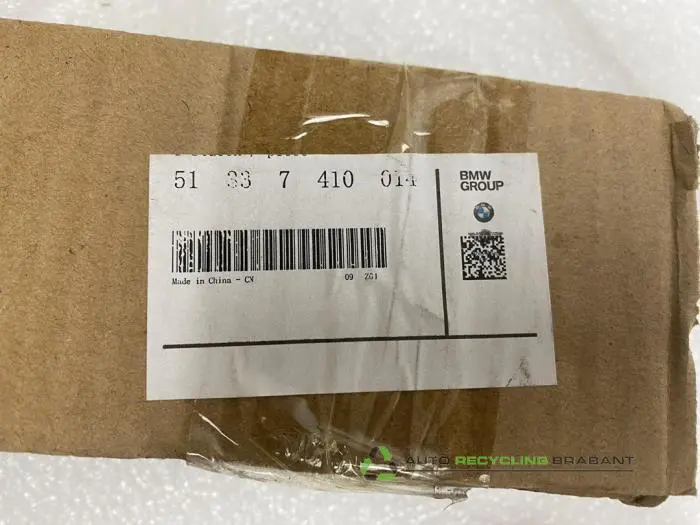 51 33 7 410 014
BMW
GROUP
Made in China - CN 09 ZG1
AUTO RECYCLING BRABANT